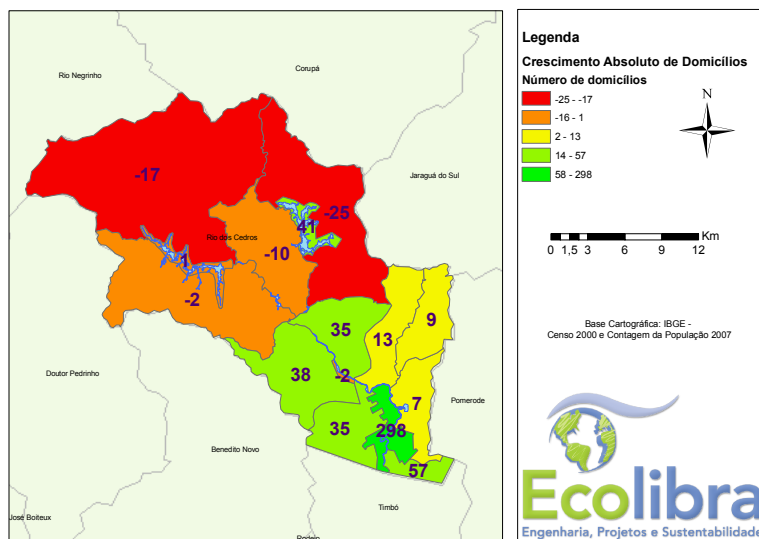 Rio Negrinho
Corupá
Jaraguá do Sul
-17
-25
41
Rio dos Cedros
-10
1
-2
35
13
9
38
-2
7
Doutor Pedrinho
Pomerode
298
35
Benedito Novo
57
Timbó
José Boiteux
Rodeio
Legenda
Crescimento Absoluto de Domicílios
Número de domicílios
-25 - -17
-16 - 1
2 - 13
14 - 57
58 - 298
N
Km
0 1,5 3 6 9 12
Base Cartográfica: IBGE -
Censo 2000 e Contagem da População 2007
Ecolibra
Engenharia, Projetos e Sustentabilidade